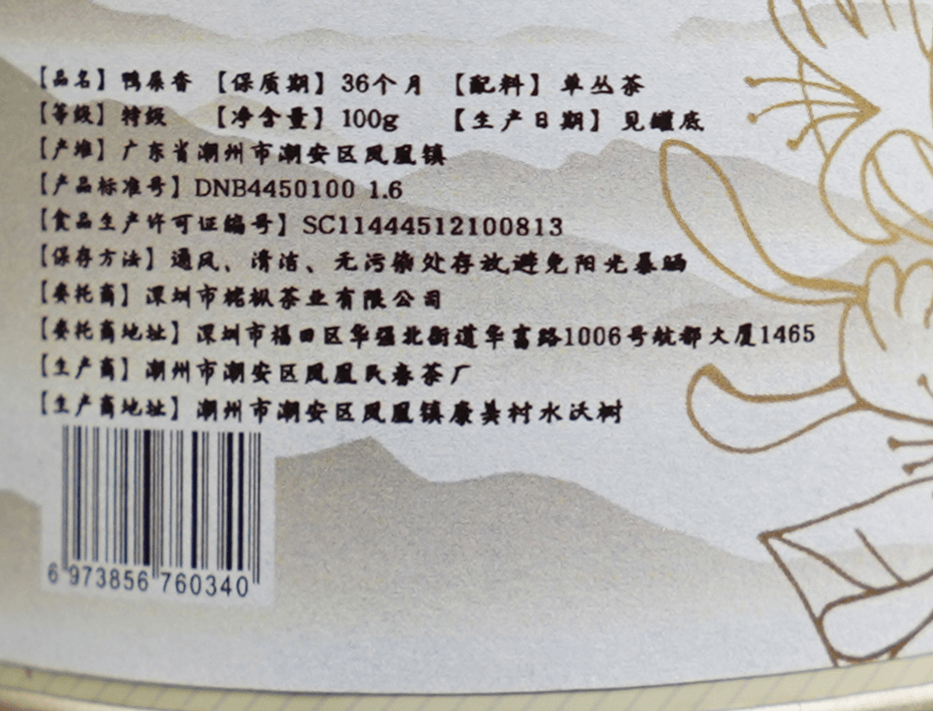 【品名】鸭屎香 【保质期】36个月 【配料】单丛茶
【等级】特级 【净含量】100g 【生产日期】见罐底
【产堆】广东省潮州市潮安区凤凰镇
【产品标准号】DNB4450100 1.6
【食品生产许可证编号】SC11444512100813
【保存方法】通风、清洁、无污染处存放避免阳光暴晒
【委托商】深圳市枞茶业有限公司
【委托商地址】深圳市福田区华强北街道华富路1006号航都大厦1465
【生产商】潮州市潮安区凤凰民春茶厂
【生产商地址】潮州市潮安区凤凰镇康美村水沃树
6 973856 760340